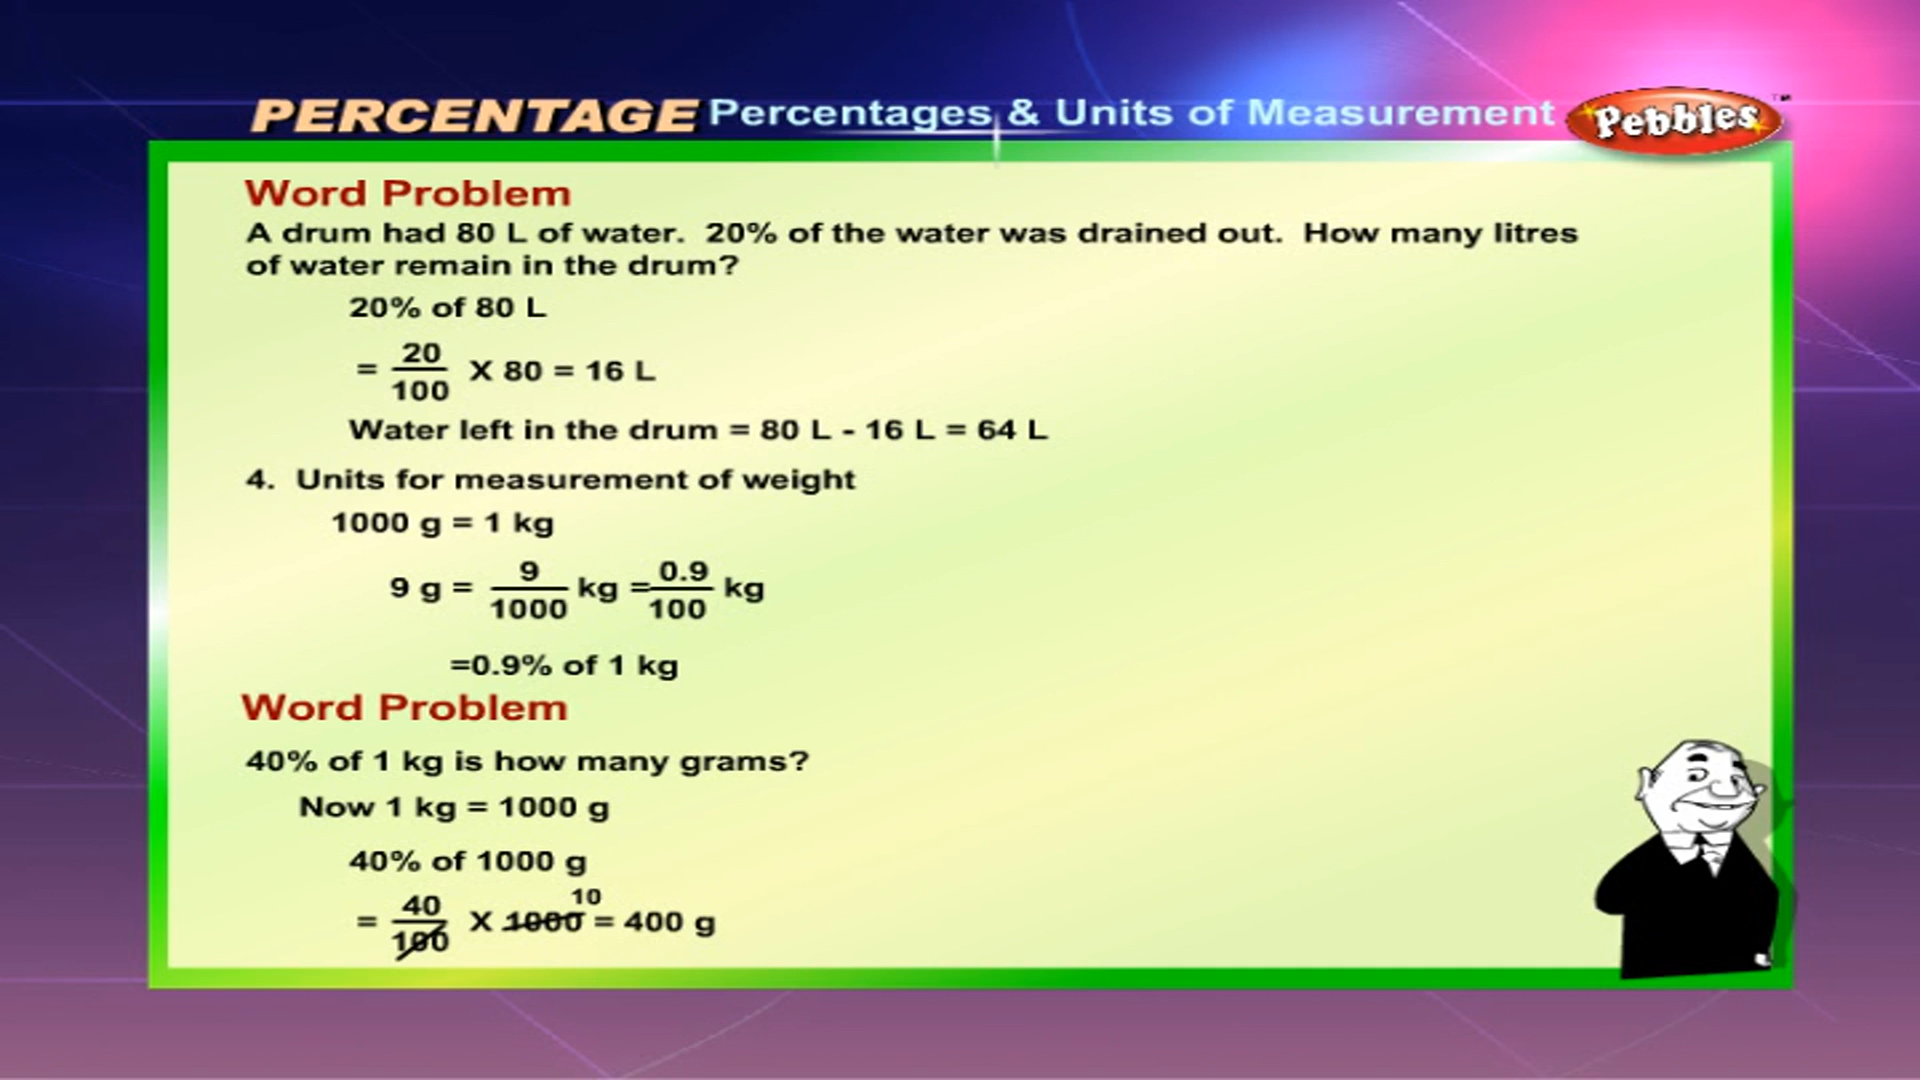 PERCENTAGE Percentages & Units of Measurement Pebbles ™
Word Problem
A drum had 80 L of water. 20% of the water was drained out. How many litres
of water remain in the drum?
20% of 80 L
= 20/100 X 80 = 16 L
Water left in the drum = 80 L - 16 L = 64 L
4. Units for measurement of weight
1000 g = 1 kg
9 g = 9/1000 kg = 0.9/100 kg
=0.9% of 1 kg
Word Problem
40% of 1 kg is how many grams?
Now 1 kg = 1000 g
40% of 1000 g
10
= 40/100 X 1000 = 400 g